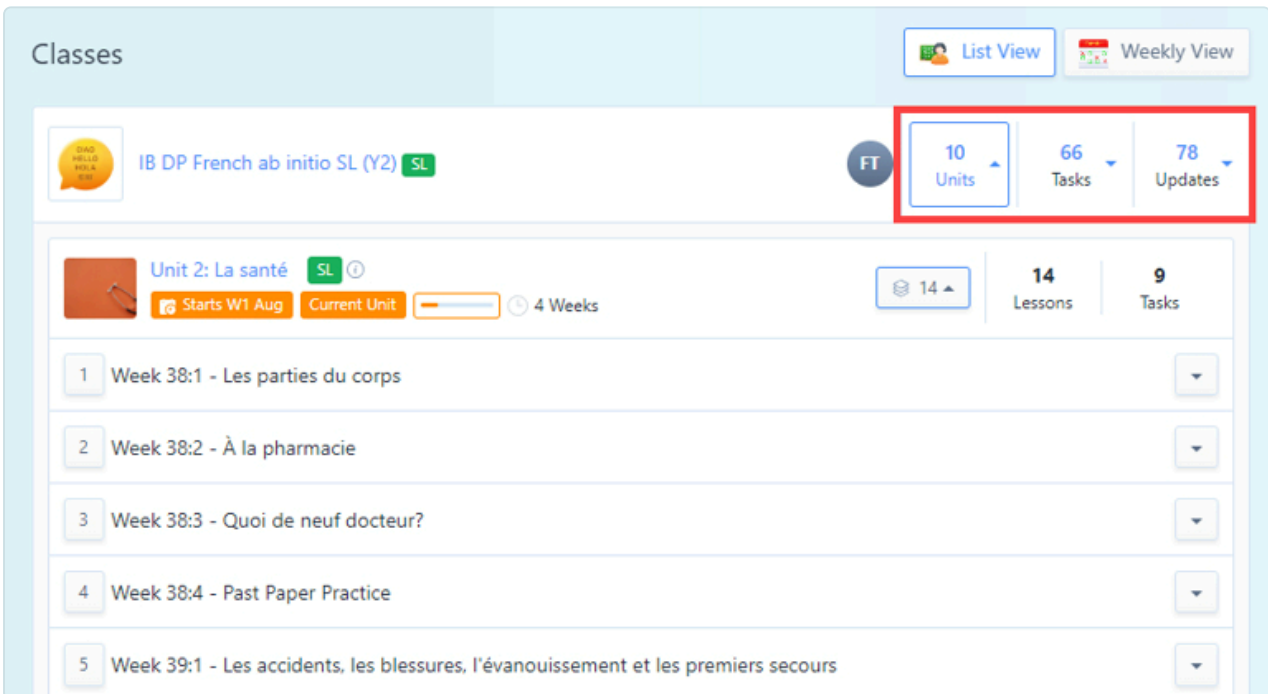 Classes
List View
Weekly View
CIAO
HELLO
HOLA
IB DP French ab initio SL (Y2) SL
FT
10
Units
66
Tasks
78
Updates
Unit 2: La santé SL
Starts W1 Aug Current Unit 4 Weeks
14
14
Lessons
9
Tasks
1 Week 38:1 - Les parties du corps
2 Week 38:2 - À la pharmacie
3 Week 38:3 - Quoi de neuf docteur?
4 Week 38:4 - Past Paper Practice
5 Week 39:1 - Les accidents, les blessures, l'évanouissement et les premiers secours